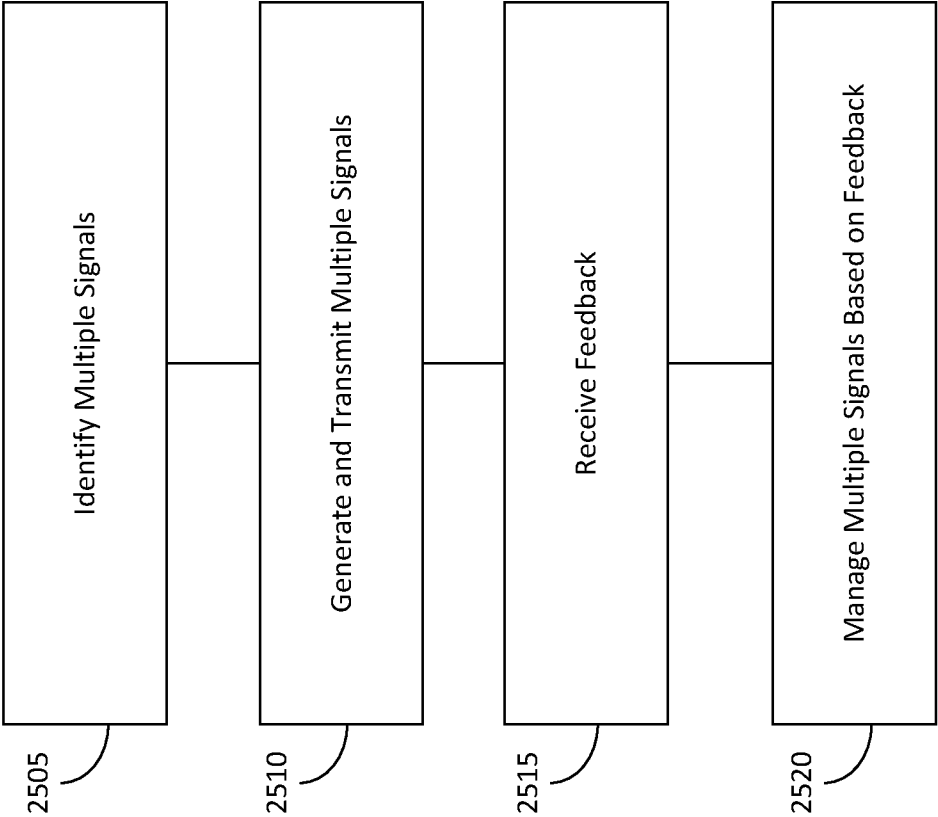 2505
Identify Multiple Signals
2510
Generate and Transmit Multiple Signals
2515
Receive Feedback
2520
Manage Multiple Signals Based on Feedback